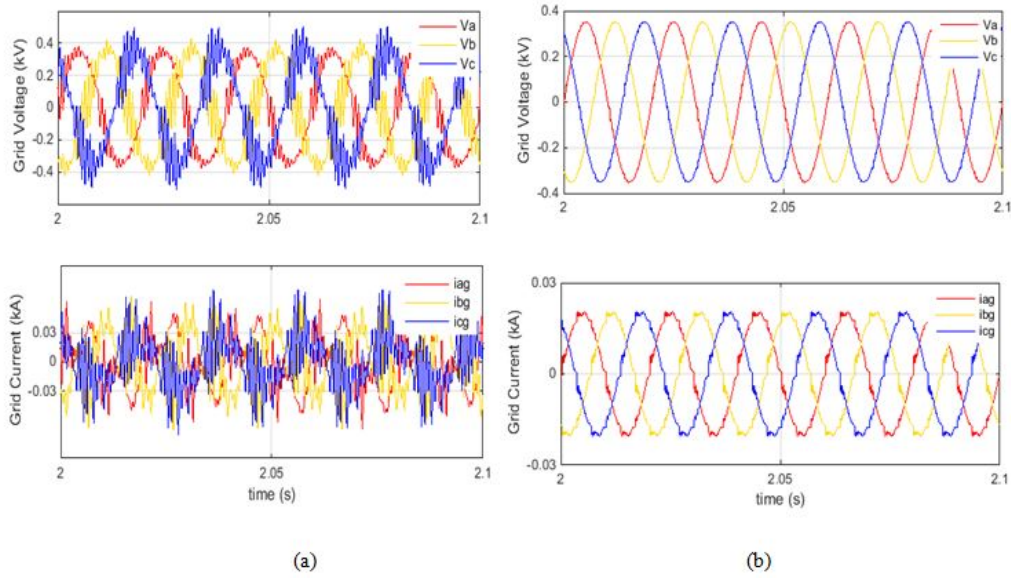 Grid Voltage (kV)
0.4
0.2
0
-0.2
-0.4
Va
Vb
Vc
2
2.05
2.1
Grid Current (kA)
0.03
0
-0.03
iag
ibg
icg
2
2.05
2.1
time (s)
(a)
Grid Voltage (kV)
0.4
0.2
0
-0.2
-0.4
Va
Vb
Vc
2
2.05
2.1
Grid Current (kA)
0.03
0
-0.03
iag
ibg
icg
2
2.05
2.1
time (s)
(b)